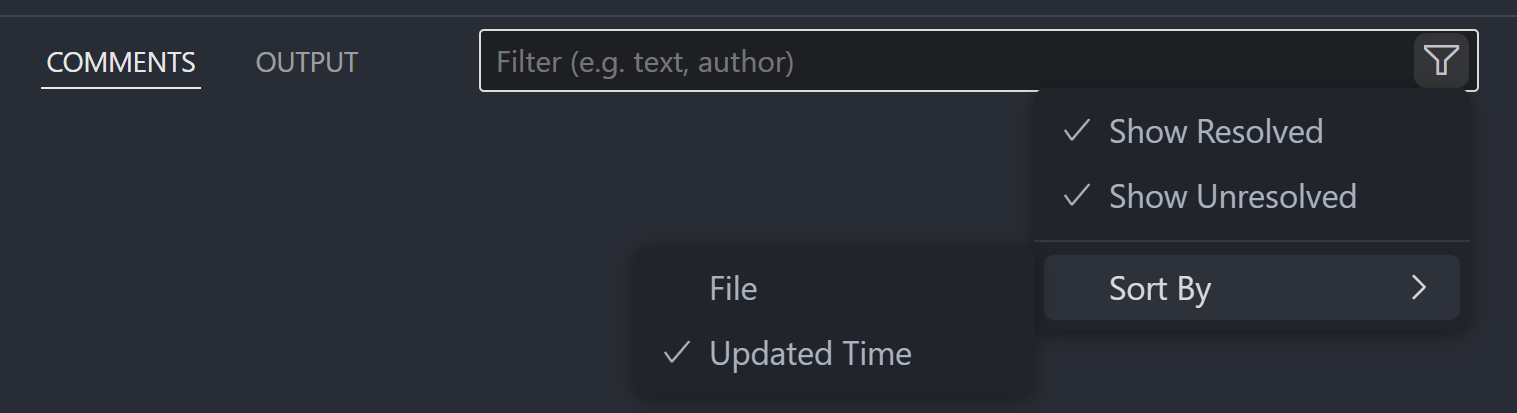 COMMENTS
OUTPUT
Filter (e.g. text, author)
Show Resolved
Show Unresolved
Sort By
File
Updated Time